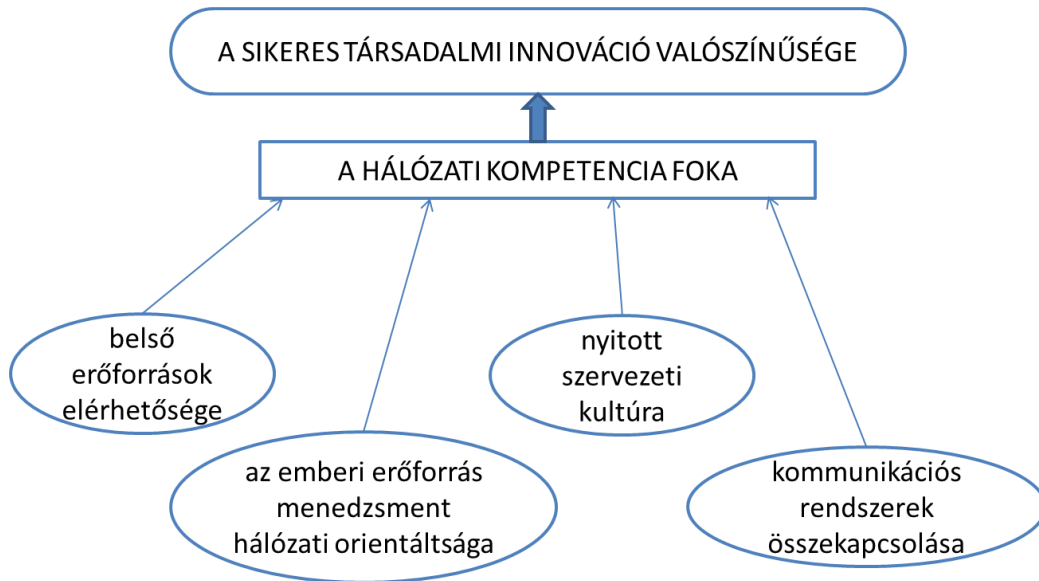 A SIKERES TÁRSADALMI INNOVÁCIÓ VALÓSZÍNŰSÉGE
A HÁLÓZATI KOMPETENCIA FOKA
belső
erőforrások
elérhetősége
nyitott
szervezeti
kultúra
az emberi erőforrás
menedzsment
hálózati orientáltsága
kommunikációs
rendszerek
összekapcsolása